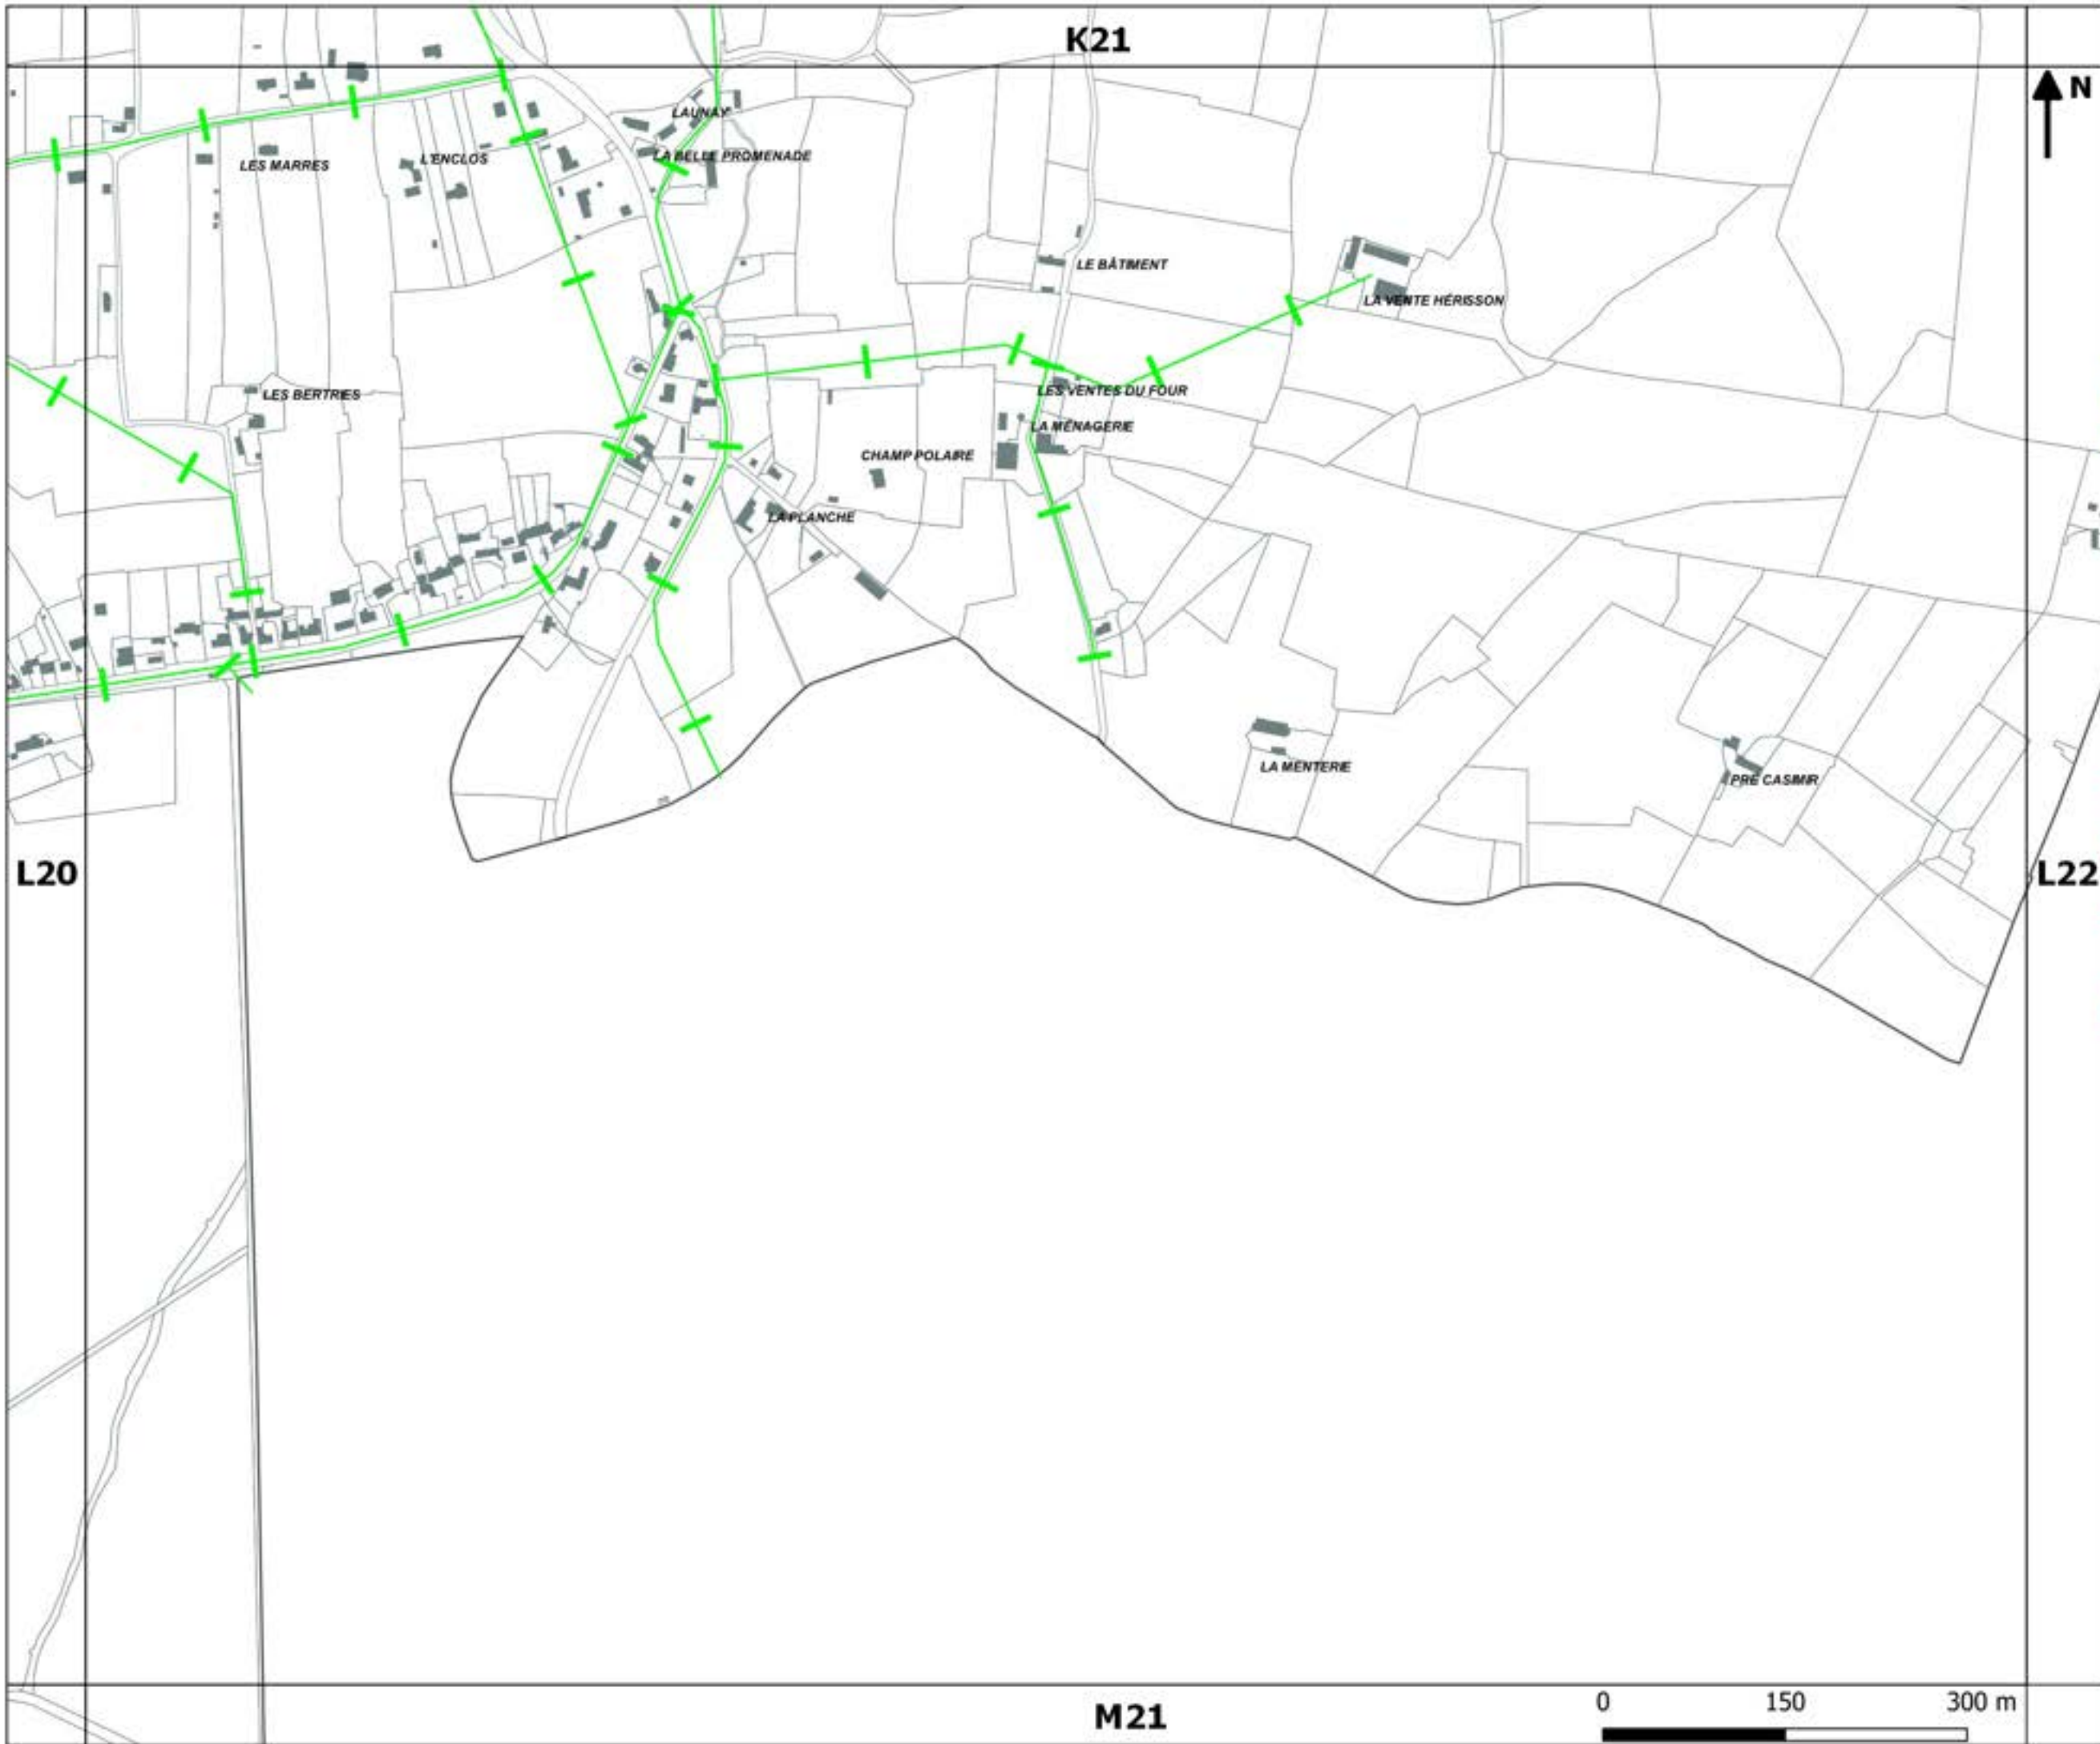 K21
N
LAUNAY
LA BELLE PROMENADE
L'ENCLOS
LES MARRES
LE BÂTIMENT
LA VENTE HÉRISSON
LES BERTRIES
LES VENTES DU FOUR
LA MÉNAGERIE
CHAMP POLAIRE
LA PLANCHE
LA MENTERIE
PRÉ CASIMIR
L20
L22
M21
0 150 300 m